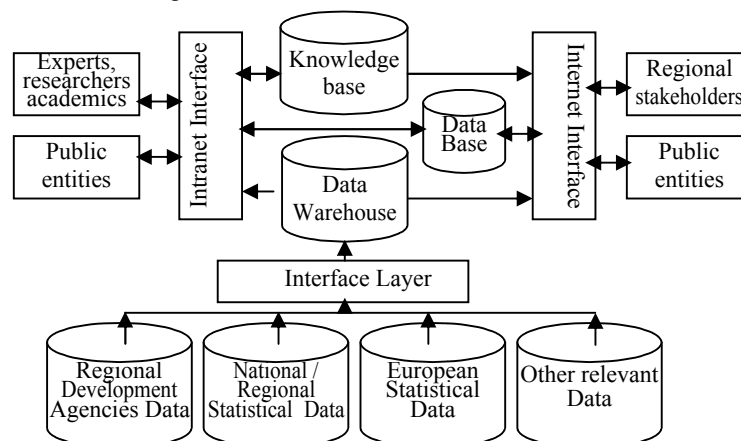 Experts,
researchers
academics
Public
entities
Intranet Interface
Knowledge
base
Data
Base
Data
Warehouse
Internet Interface
Regional
stakeholders
Public
entities
Interface Layer
Regional
Development
Agencies Data
National /
Regional
Statistical Data
European
Statistical
Data
Other relevant
Data